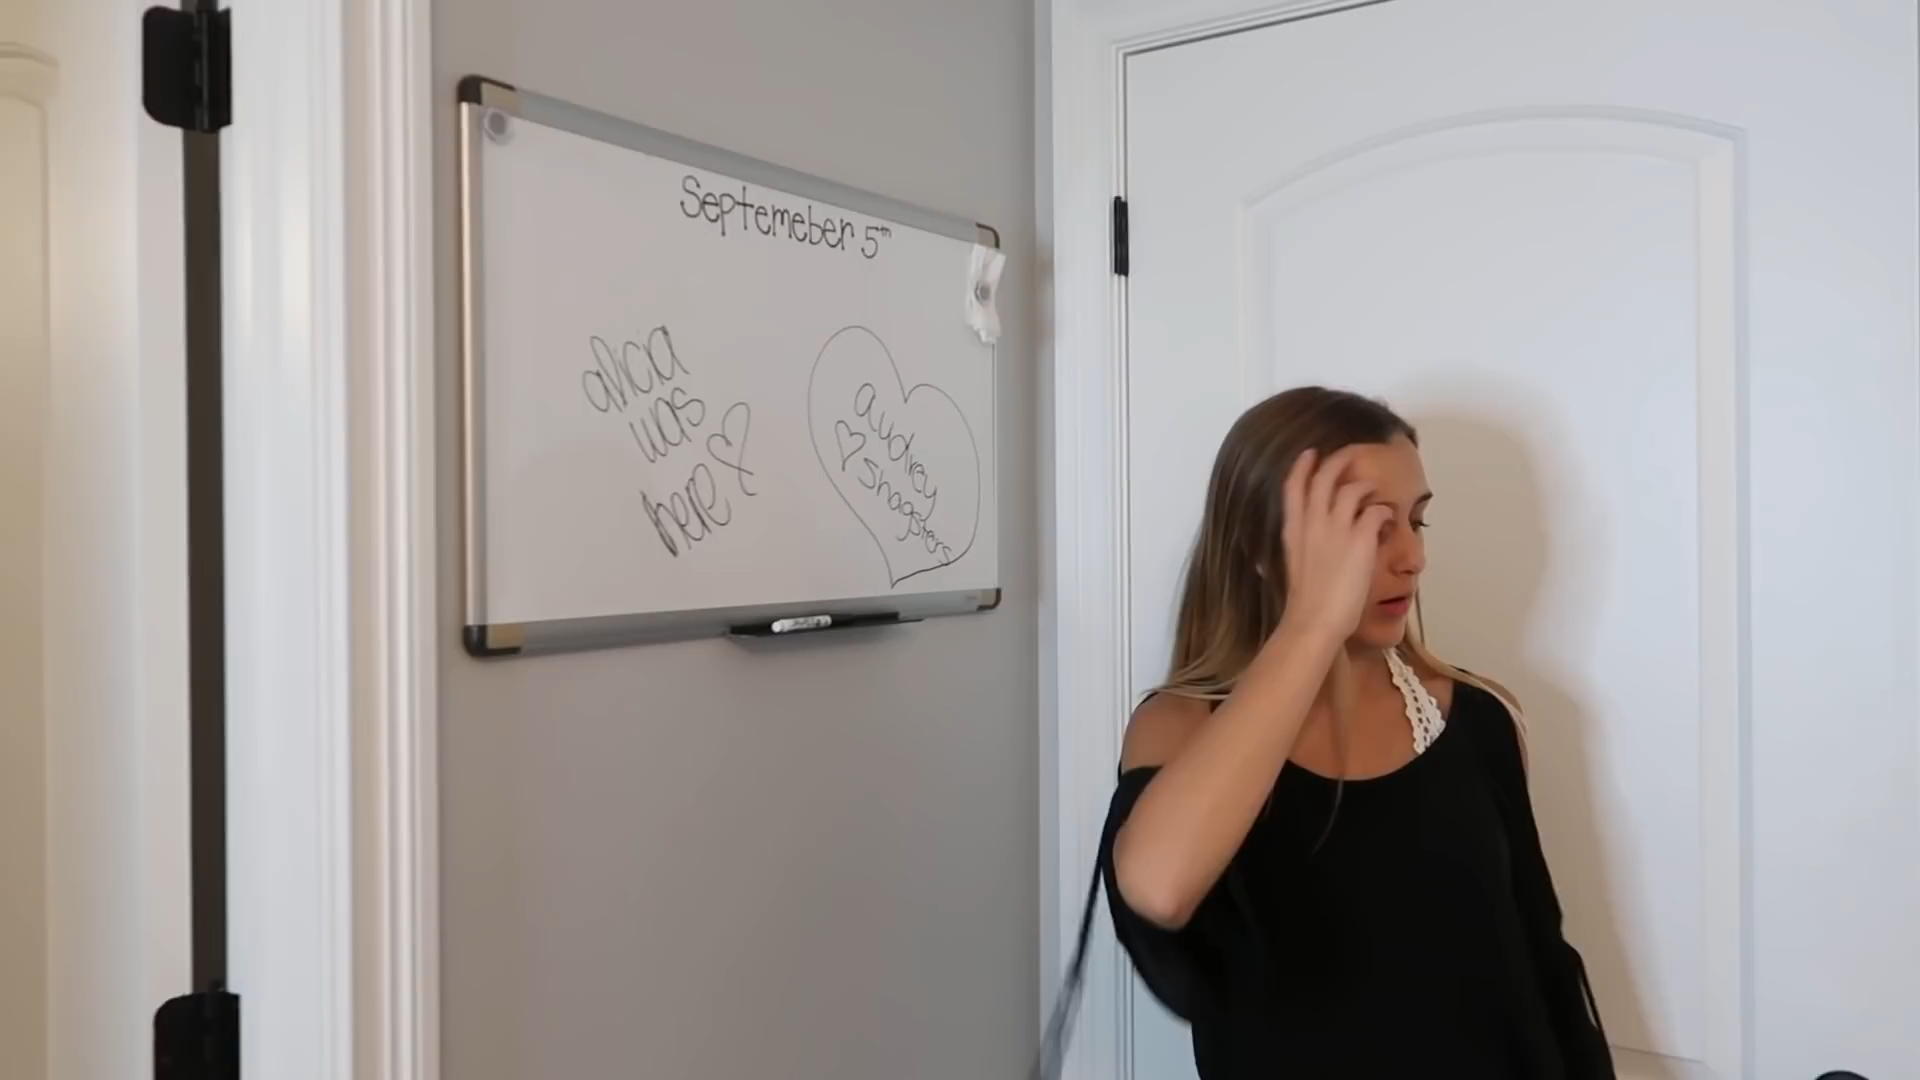 Septemeber 5th
alicia
was
here
audrey
shagsters